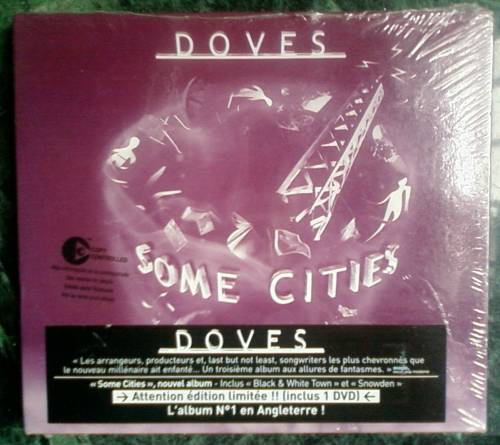 DOVES
COPY
CONTROLLED
SOME CITIES
DOVES
« Les arrangeurs, producteurs et, last but not least, songwriters les plus chevronnés que
le nouveau millénaire ait enfanté... Un troisième album aux allures de fantasmes. »
« Some Cities », nouvel album - Inclus « Black & White Town » et « Snowden »
→ Attention édition limitée !! (inclus 1 DVD) ←
L'album N°1 en Angleterre !